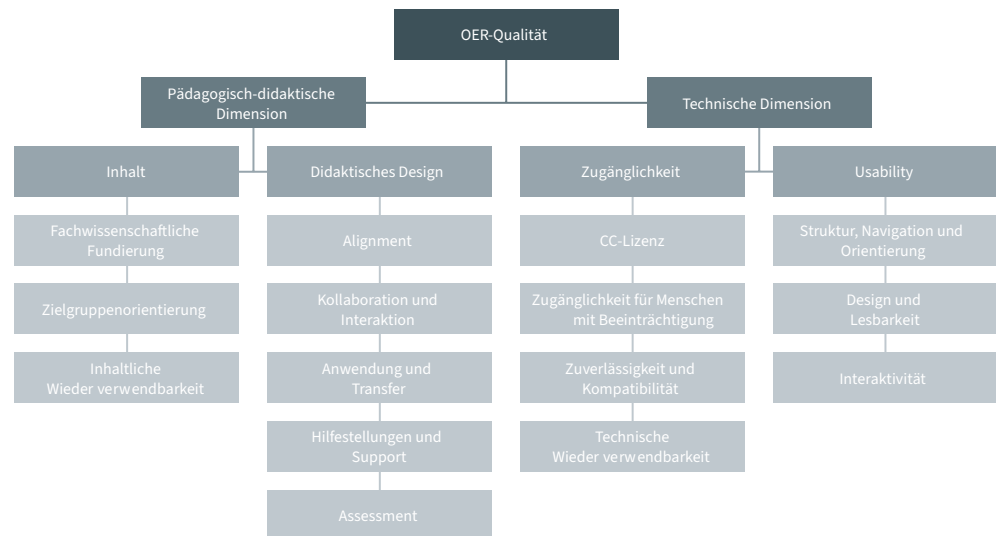 OER-Qualität
Pädagogisch-didaktische
Dimension
Technische Dimension
Inhalt
Didaktisches Design
Zugänglichkeit
Usability
Fachwissenschaftliche
Fundierung
Alignment
CC-Lizenz
Struktur, Navigation und
Orientierung
Zielgruppenorientierung
Kollaboration und
Interaktion
Zugänglichkeit für Menschen
mit Beeinträchtigung
Design und
Lesbarkeit
Inhaltliche
Wieder verwendbarkeit
Anwendung und
Transfer
Zuverlässigkeit und
Kompatibilität
Interaktivität
Hilfestellungen und
Support
Technische
Wieder verwendbarkeit
Assessment